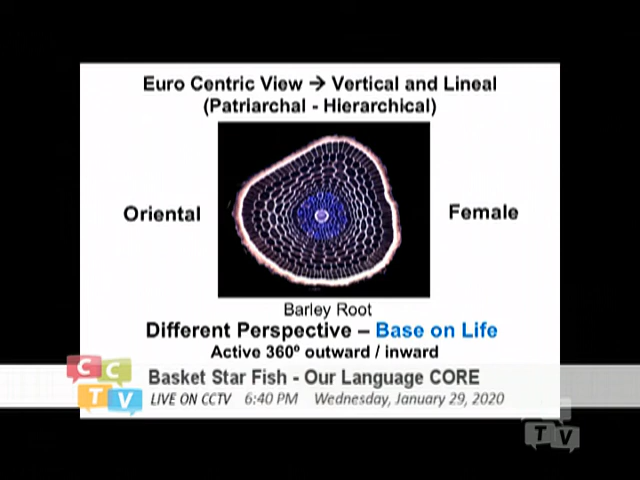 Euro Centric View → Vertical and Lineal
(Patriarchal - Hierarchical)
Oriental
Female
Barley Root
Different Perspective – Base on Life
Active 360º outward / inward
CCTV
Basket Star Fish - Our Language CORE
LIVE ON CCTV 6:40 PM Wednesday, January 29, 2020
TV